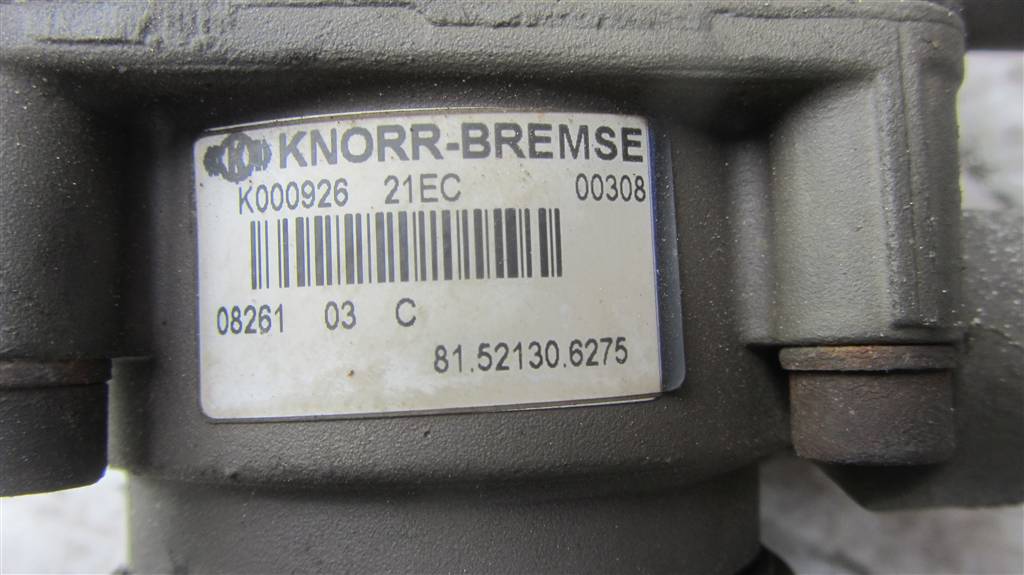 K KNORR-BREMSE
K000926 21EC 00308
08261 03 C
81.52130.6275